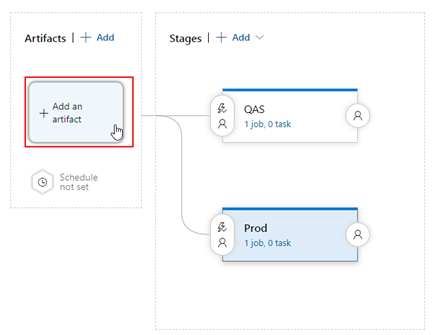 Artifacts | + Add
Stages | + Add
+ Add an
artifact
Schedule
not set
QAS
1 job, 0 task
Prod
1 job, 0 task